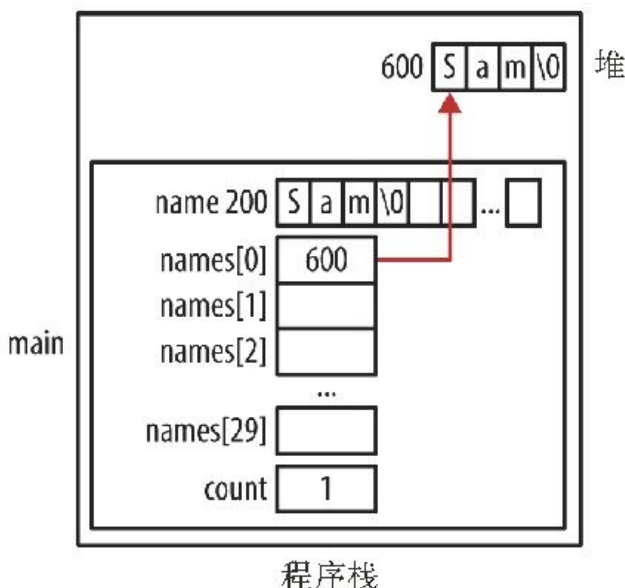 600 S a m \0 堆
name 200 S a m \0 ...
names[0] 600
names[1]
main names[2]
...
names[29]
count 1
程序栈